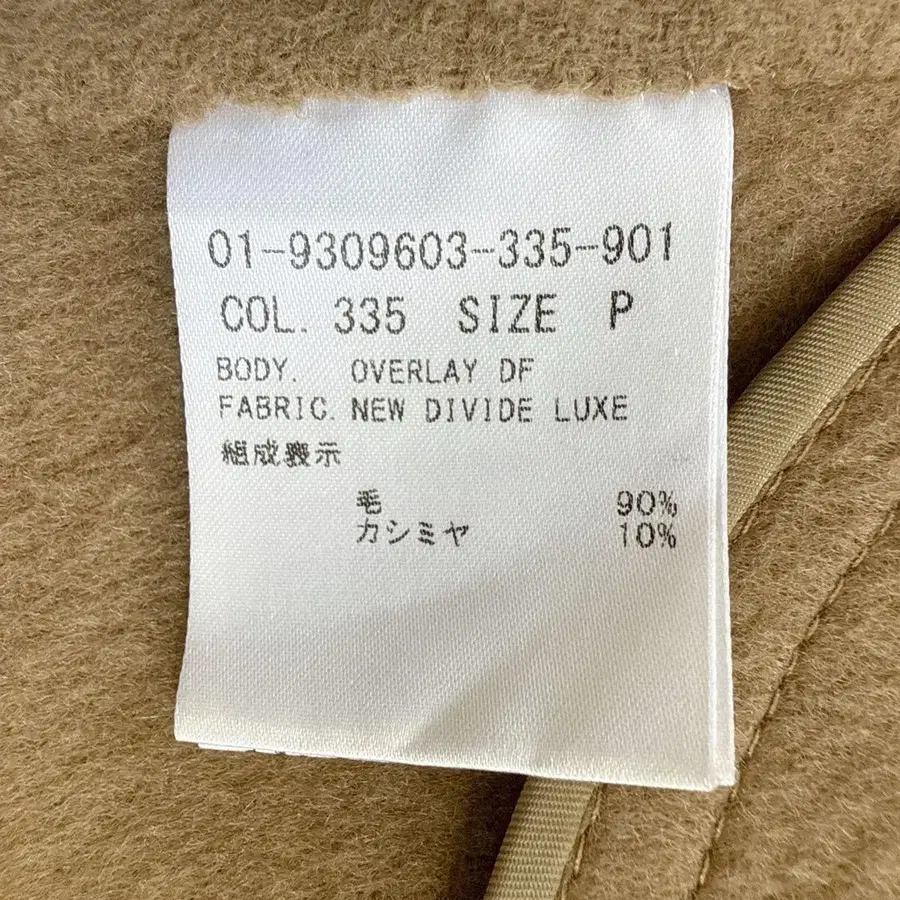 01-9309603-335-901
COL. 335 SIZE P
BODY. OVERLAY DF
FABRIC. NEW DIVIDE LUXE
組成表示
毛 90%
カシミヤ 10%